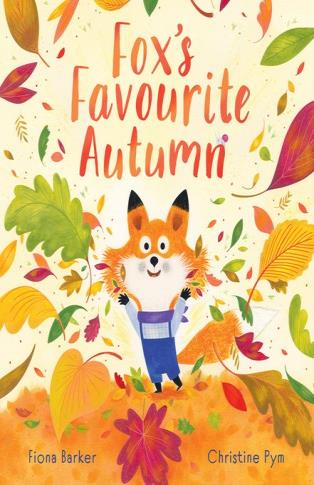 Fox's
Favourite
Autumn
Fiona Barker
Christine Pym